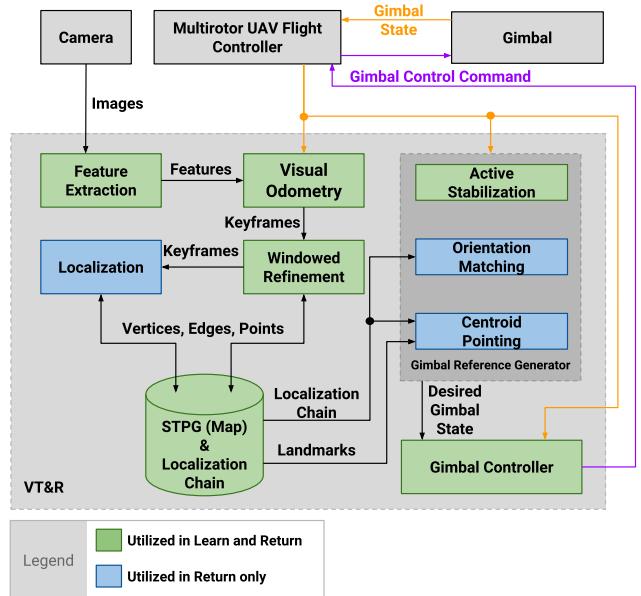 Camera
Multirotor UAV Flight
Controller
Gimbal
State
Gimbal
Gimbal Control Command
Images
Feature
Extraction
Features
Visual
Odometry
Active
Stabilization
Keyframes
Localization
Keyframes
Windowed
Refinement
Orientation
Matching
Vertices, Edges, Points
Centroid
Pointing
Gimbal Reference Generator
STPG (Map)
&
Localization
Chain
Localization
Chain
Landmarks
Desired
Gimbal
State
Gimbal Controller
VT&R
Legend
Utilized in Learn and Return
Utilized in Return only